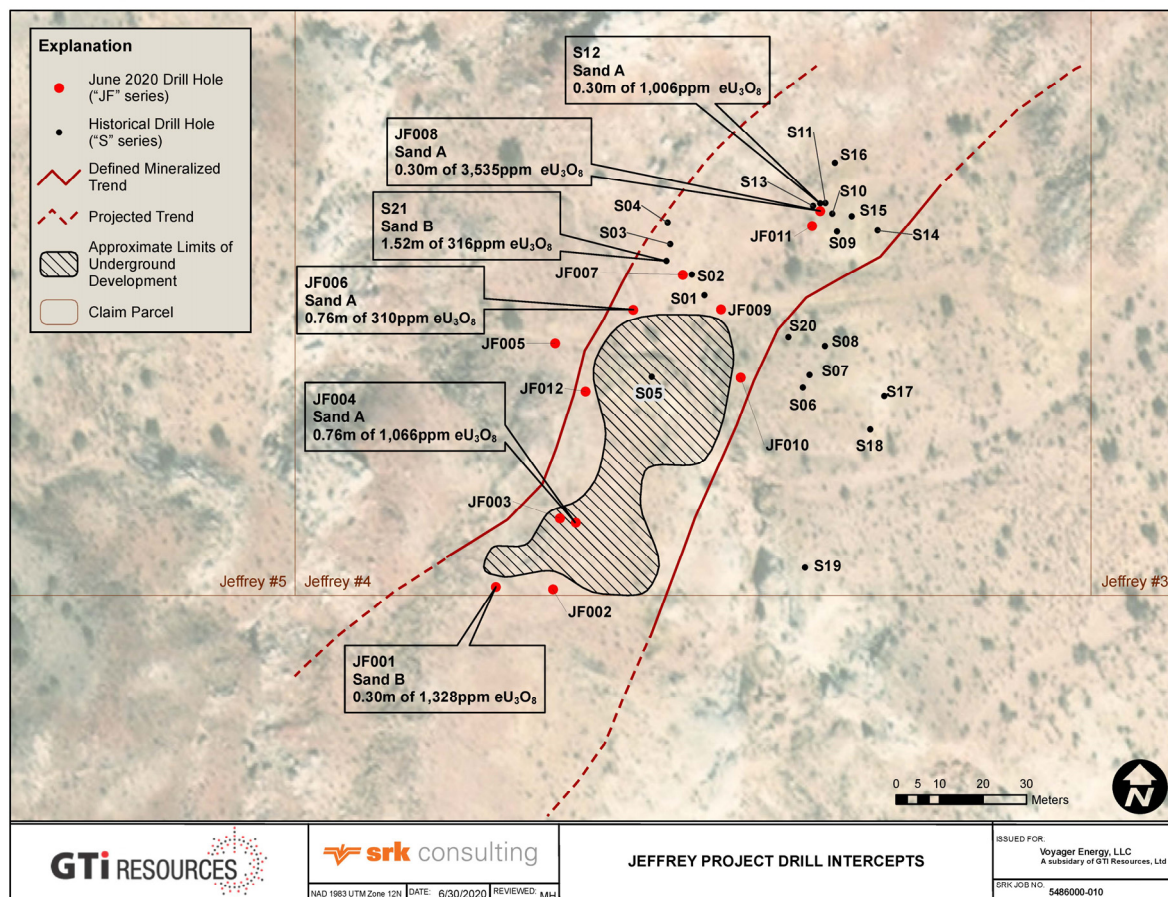 Explanation
June 2020 Drill Hole
("JF" series)
Historical Drill Hole
("S" series)
Defined Mineralized
Trend
Projected Trend
Approximate Limits of
Underground
Development
Claim Parcel
S12
Sand A
0.30m of 1,006ppm eU₃O₈
JF008
Sand A
0.30m of 3,535ppm eU₃O₈
S21
Sand B
1.52m of 316ppm eU₃O₈
JF006
Sand A
0.76m of 310ppm eU₃O₈
JF004
Sand A
0.76m of 1,066ppm eU₃O₈
JF001
Sand B
0.30m of 1,328ppm eU₃O₈
S11
S16
S13
S10
S15
S04
S03
JF011
S09
S14
JF007
S02
S01
JF009
S20
S08
JF005
S07
JF012
S05
S06
S17
JF010
S18
JF003
S19
JF002
Jeffrey #5
Jeffrey #4
Jeffrey #3
0 5 10 20 30
Meters
N
GTi RESOURCES
srk consulting
NAD 1983 UTM Zone 12N
DATE: 6/30/2020
REVIEWED: MH
JEFFREY PROJECT DRILL INTERCEPTS
ISSUED FOR:
Voyager Energy, LLC
A subsidary of GTI Resources, Ltd
SRK JOB NO.
5486000-010